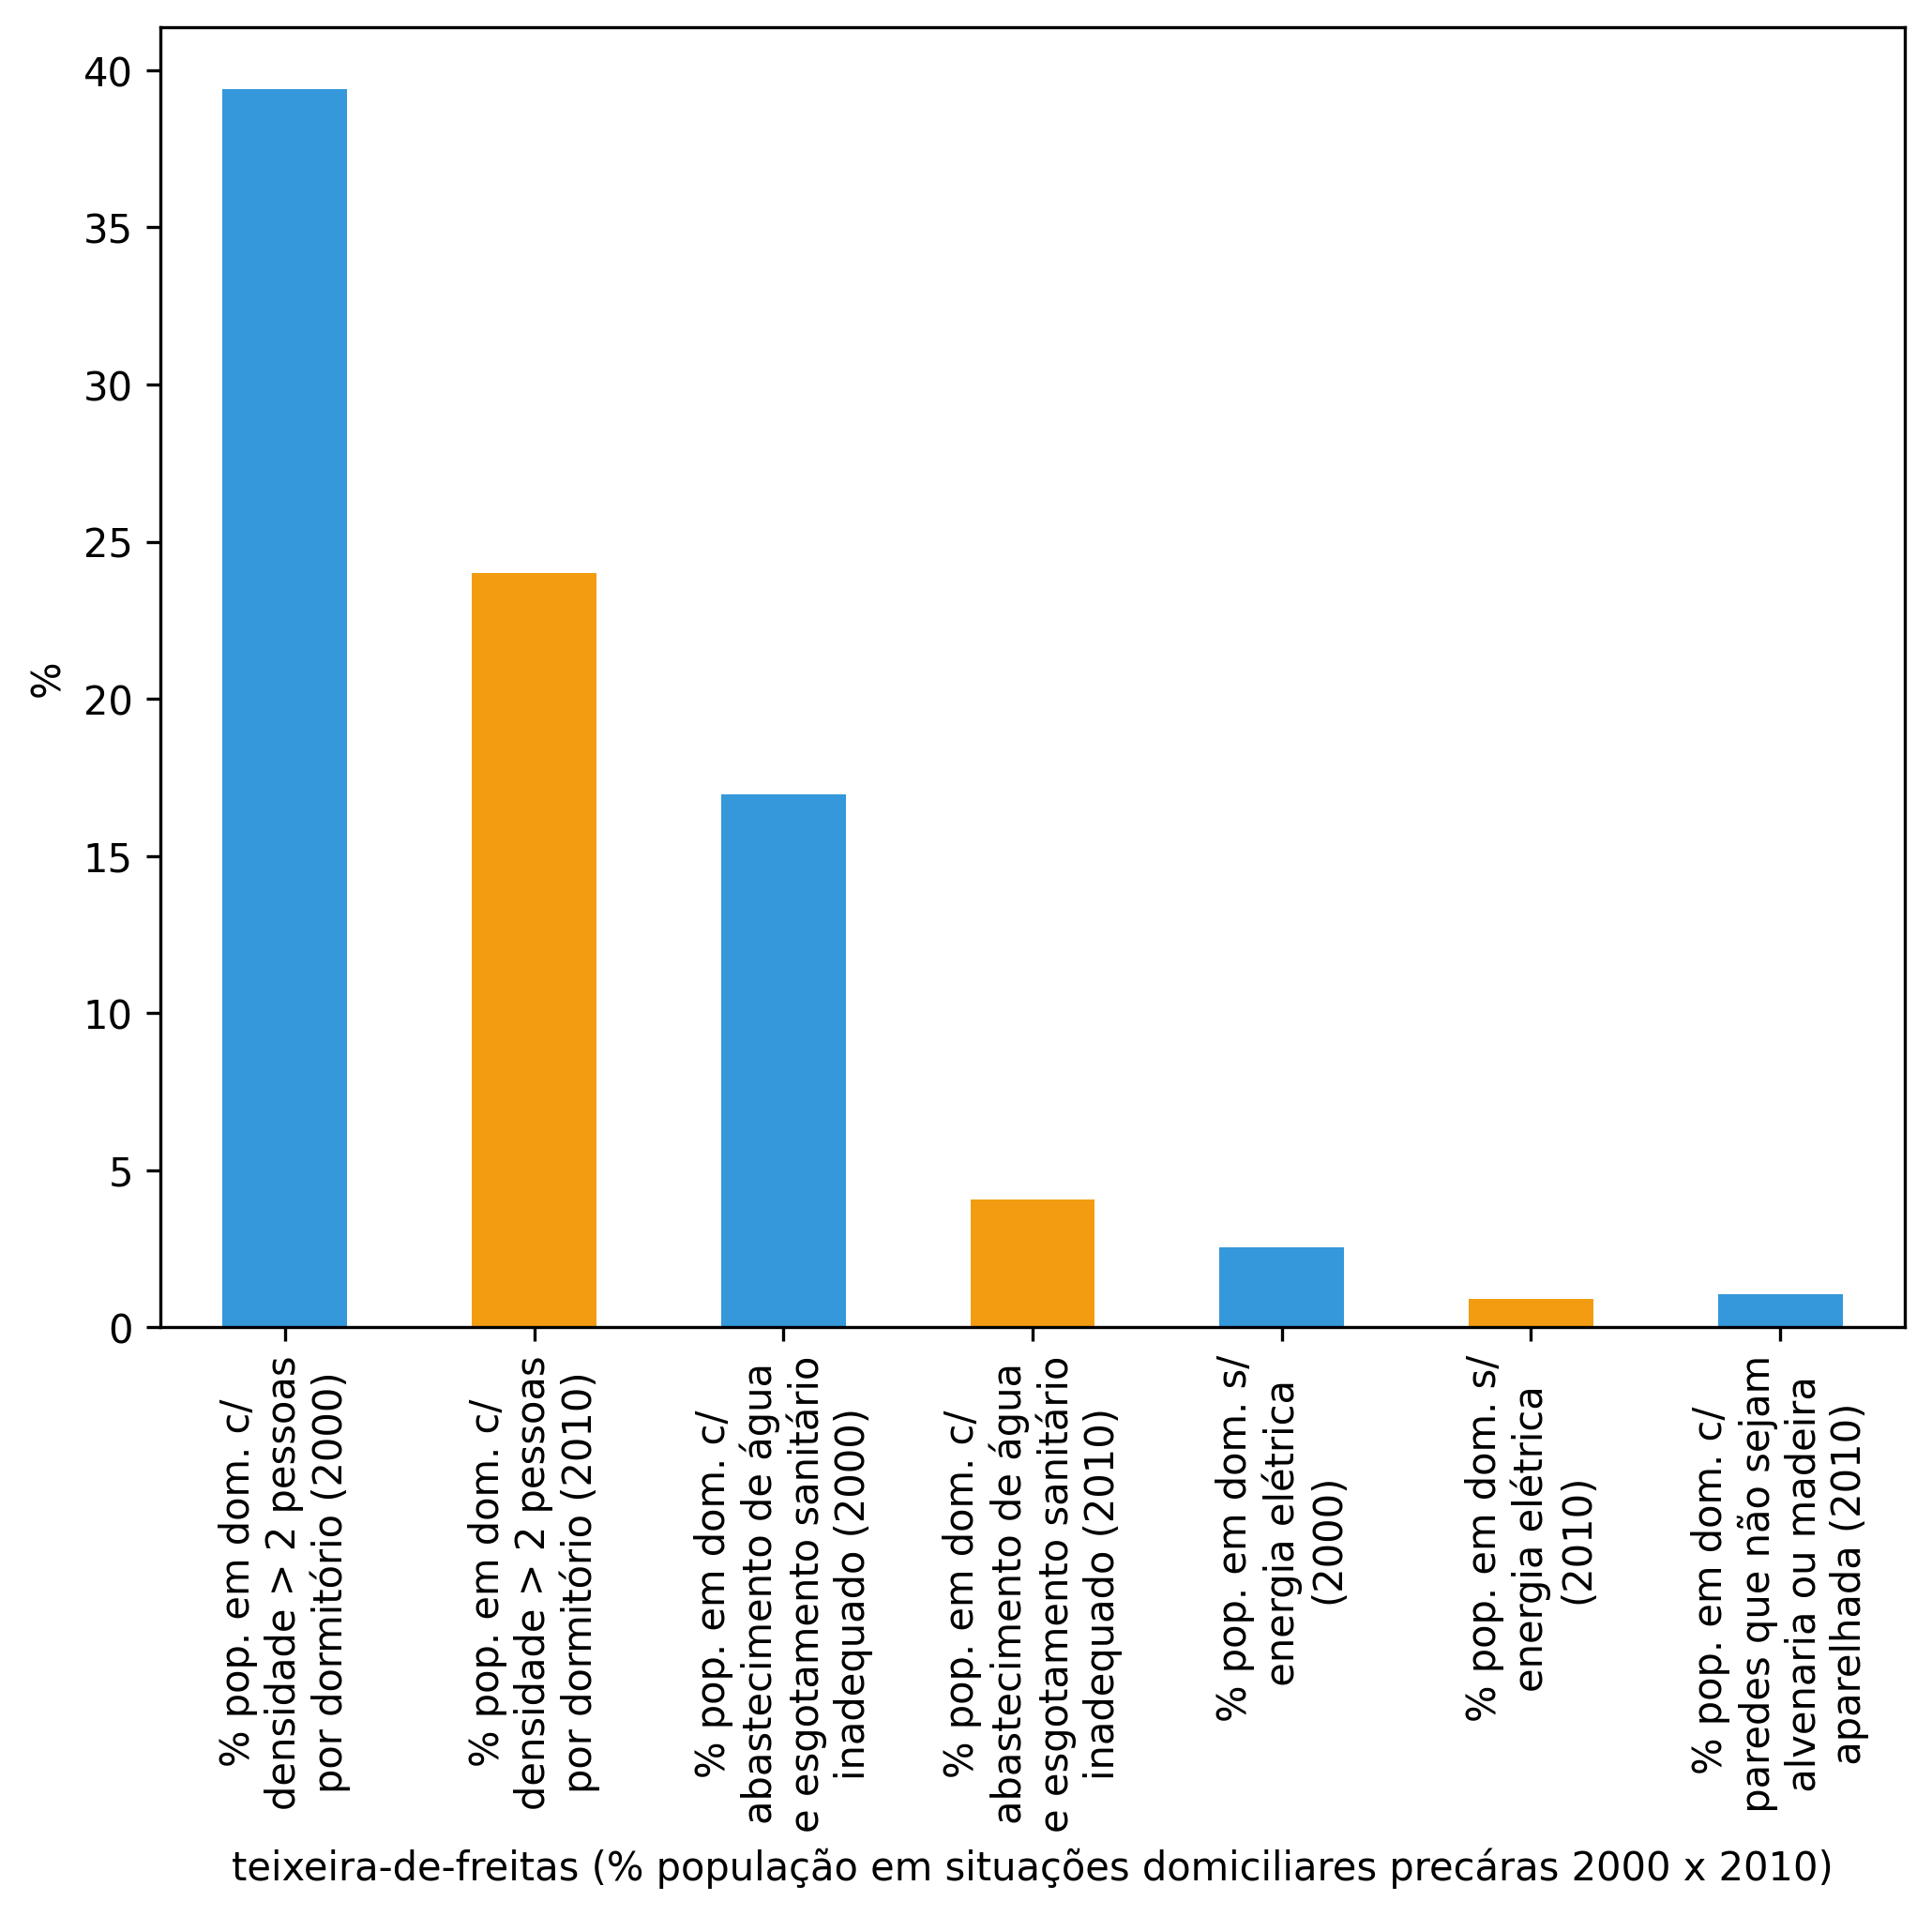 40
35
30
25
20
15
10
5
0
%
% pop. em dom. c/
densidade > 2 pessoas
por dormitório (2000)
% pop. em dom. c/
densidade > 2 pessoas
por dormitório (2010)
% pop. em dom. c/
abastecimento de água
e esgotamento sanitário
inadequado (2000)
% pop. em dom. c/
abastecimento de água
e esgotamento sanitário
inadequado (2010)
% pop. em dom. s/
energia elétrica
(2000)
% pop. em dom. s/
energia elétrica
(2010)
% pop. em dom. c/
paredes que não sejam
alvenaria ou madeira
aparelhada (2010)
teixeira-de-freitas (% população em situações domiciliares precáras 2000 x 2010)